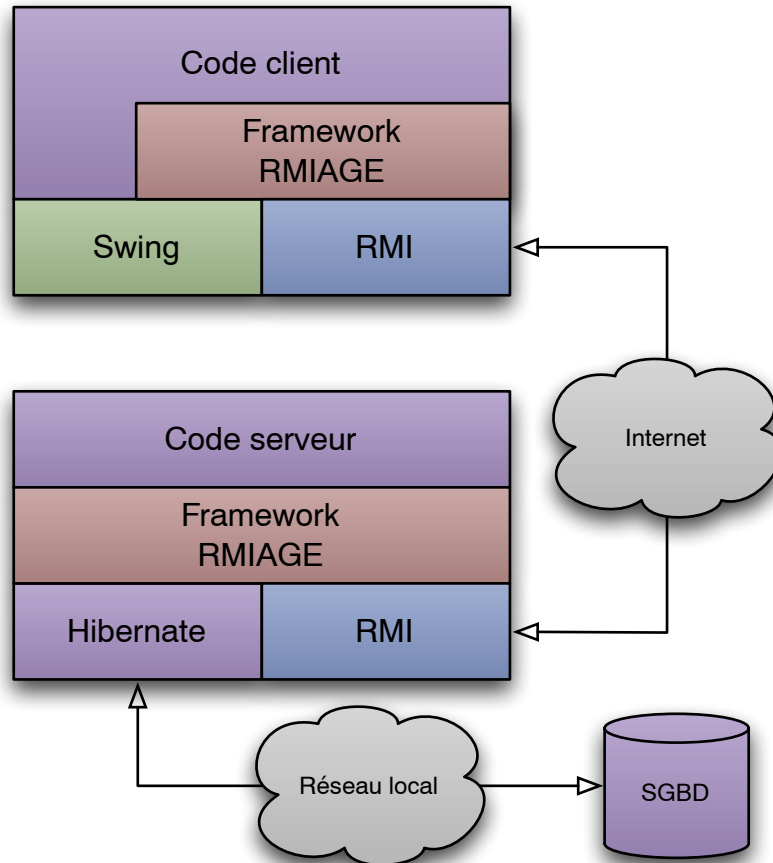 Code client
Framework
RMIAGE
Swing
RMI
Internet
Code serveur
Framework
RMIAGE
Hibernate
RMI
Réseau local
SGBD